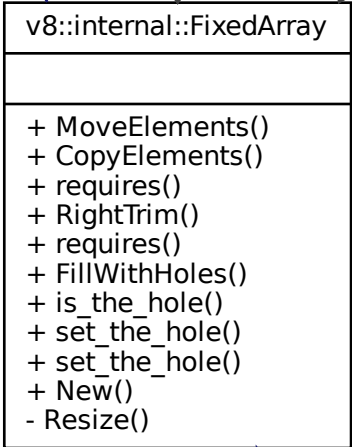 v8::internal::FixedArray
+ MoveElements()
+ CopyElements()
+ requires()
+ RightTrim()
+ requires()
+ FillWithHoles()
+ is_the_hole()
+ set_the_hole()
+ set_the_hole()
+ New()
- Resize()